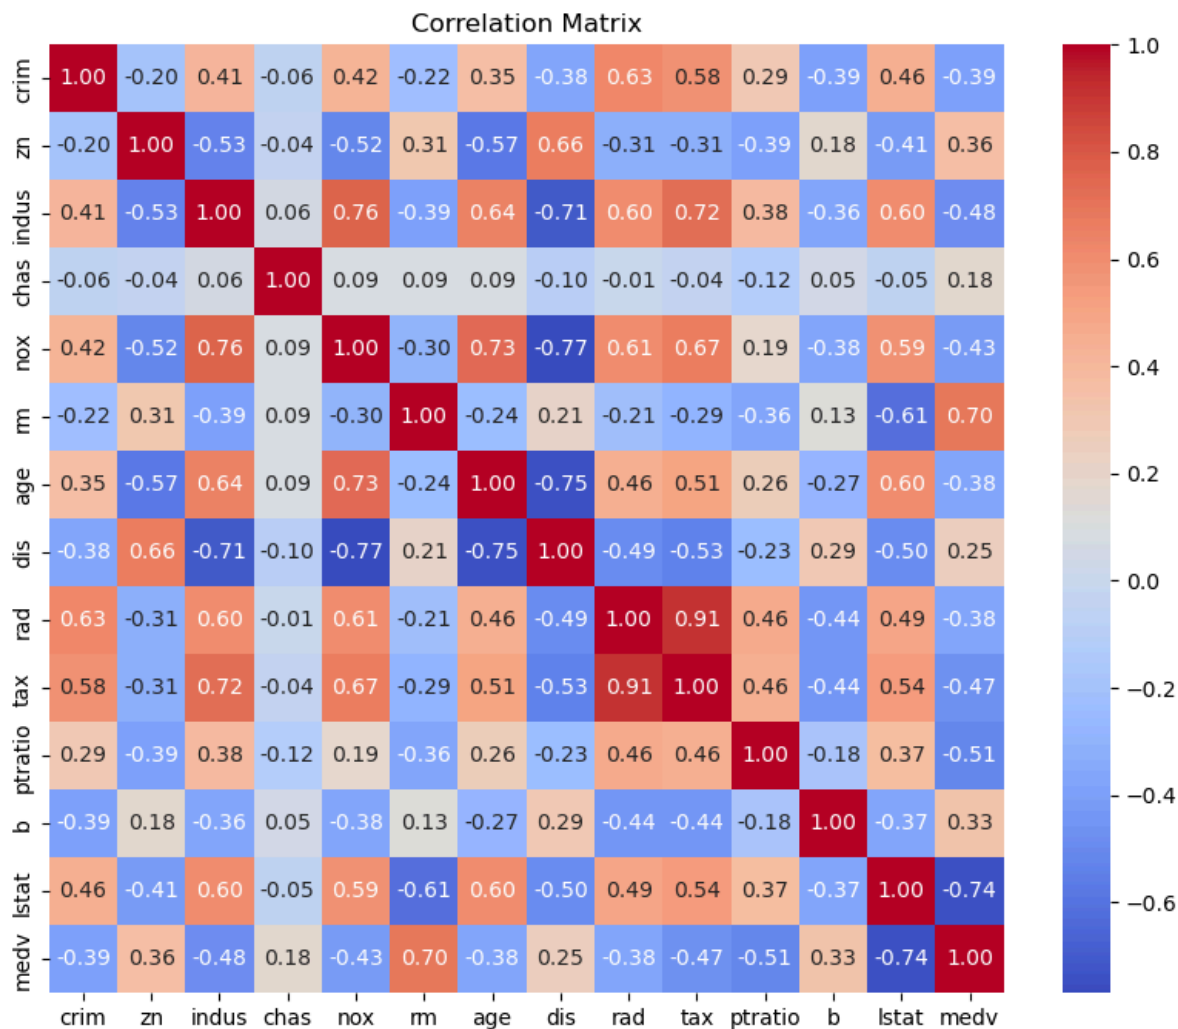 Correlation Matrix
crim 1.00 -0.20 0.41 -0.06 0.42 -0.22 0.35 -0.38 0.63 0.58 0.29 -0.39 0.46 -0.39
zn -0.20 1.00 -0.53 -0.04 -0.52 0.31 -0.57 0.66 -0.31 -0.31 -0.39 0.18 -0.41 0.36
indus 0.41 -0.53 1.00 0.06 0.76 -0.39 0.64 -0.71 0.60 0.72 0.38 -0.36 0.60 -0.48
chas -0.06 -0.04 0.06 1.00 0.09 0.09 0.09 -0.10 -0.01 -0.04 -0.12 0.05 -0.05 0.18
nox 0.42 -0.52 0.76 0.09 1.00 -0.30 0.73 -0.77 0.61 0.67 0.19 -0.38 0.59 -0.43
rm -0.22 0.31 -0.39 0.09 -0.30 1.00 -0.24 0.21 -0.21 -0.29 -0.36 0.13 -0.61 0.70
age 0.35 -0.57 0.64 0.09 0.73 -0.24 1.00 -0.75 0.46 0.51 0.26 -0.27 0.60 -0.38
dis -0.38 0.66 -0.71 -0.10 -0.77 0.21 -0.75 1.00 -0.49 -0.53 -0.23 0.29 -0.50 0.25
rad 0.63 -0.31 0.60 -0.01 0.61 -0.21 0.46 -0.49 1.00 0.91 0.46 -0.44 0.49 -0.38
tax 0.58 -0.31 0.72 -0.04 0.67 -0.29 0.51 -0.53 0.91 1.00 0.46 -0.44 0.54 -0.47
ptratio 0.29 -0.39 0.38 -0.12 0.19 -0.36 0.26 -0.23 0.46 0.46 1.00 -0.18 0.37 -0.51
b -0.39 0.18 -0.36 0.05 -0.38 0.13 -0.27 0.29 -0.44 -0.44 -0.18 1.00 -0.37 0.33
lstat 0.46 -0.41 0.60 -0.05 0.59 -0.61 0.60 -0.50 0.49 0.54 0.37 -0.37 1.00 -0.74
medv -0.39 0.36 -0.48 0.18 -0.43 0.70 -0.38 0.25 -0.38 -0.47 -0.51 0.33 -0.74 1.00
crim zn indus chas nox rm age dis rad tax ptratio b lstat medv
1.0
0.8
0.6
0.4
0.2
0.0
−0.2
−0.4
−0.6